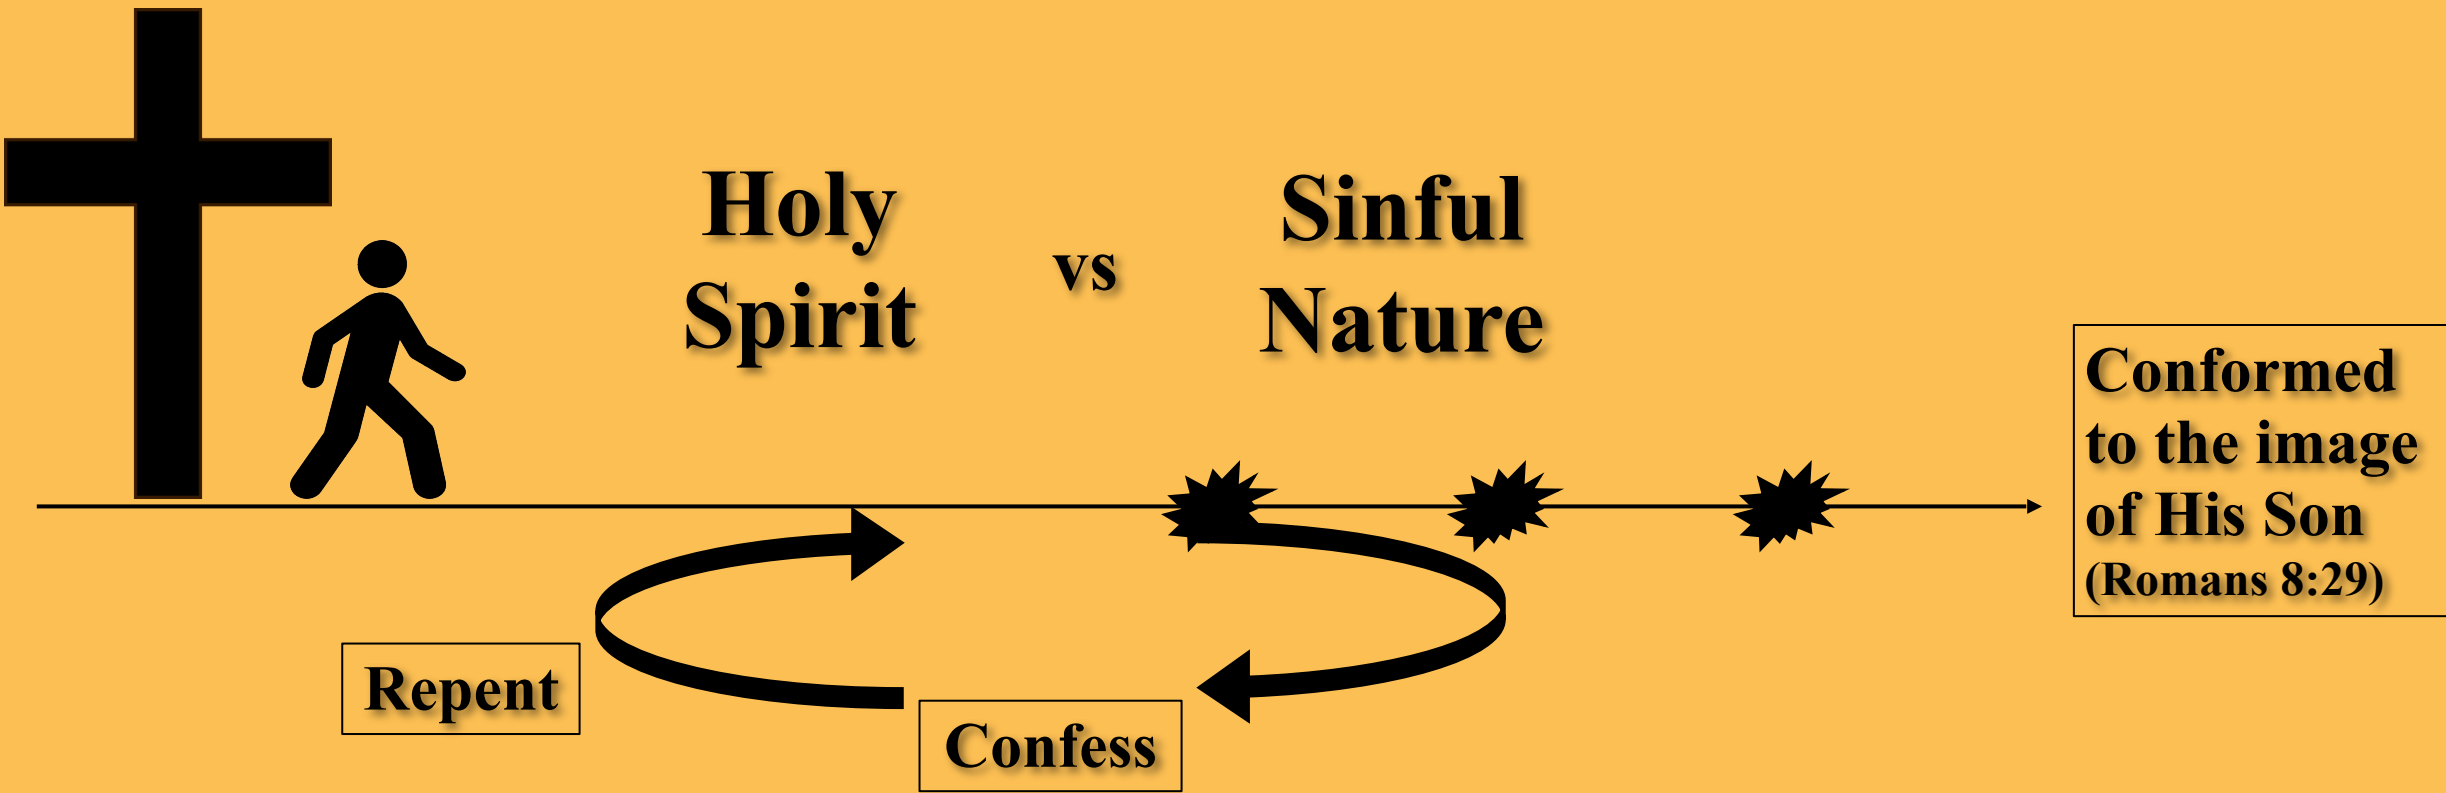 Holy
Spirit
vs
Sinful
Nature
Conformed
to the image
of His Son
(Romans 8:29)
Repent
Confess